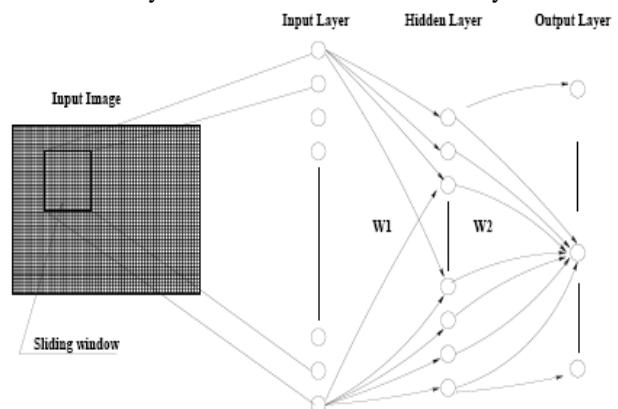 Input Layer
Hidden Layer
Output Layer
Input Image
W1
W2
Sliding window